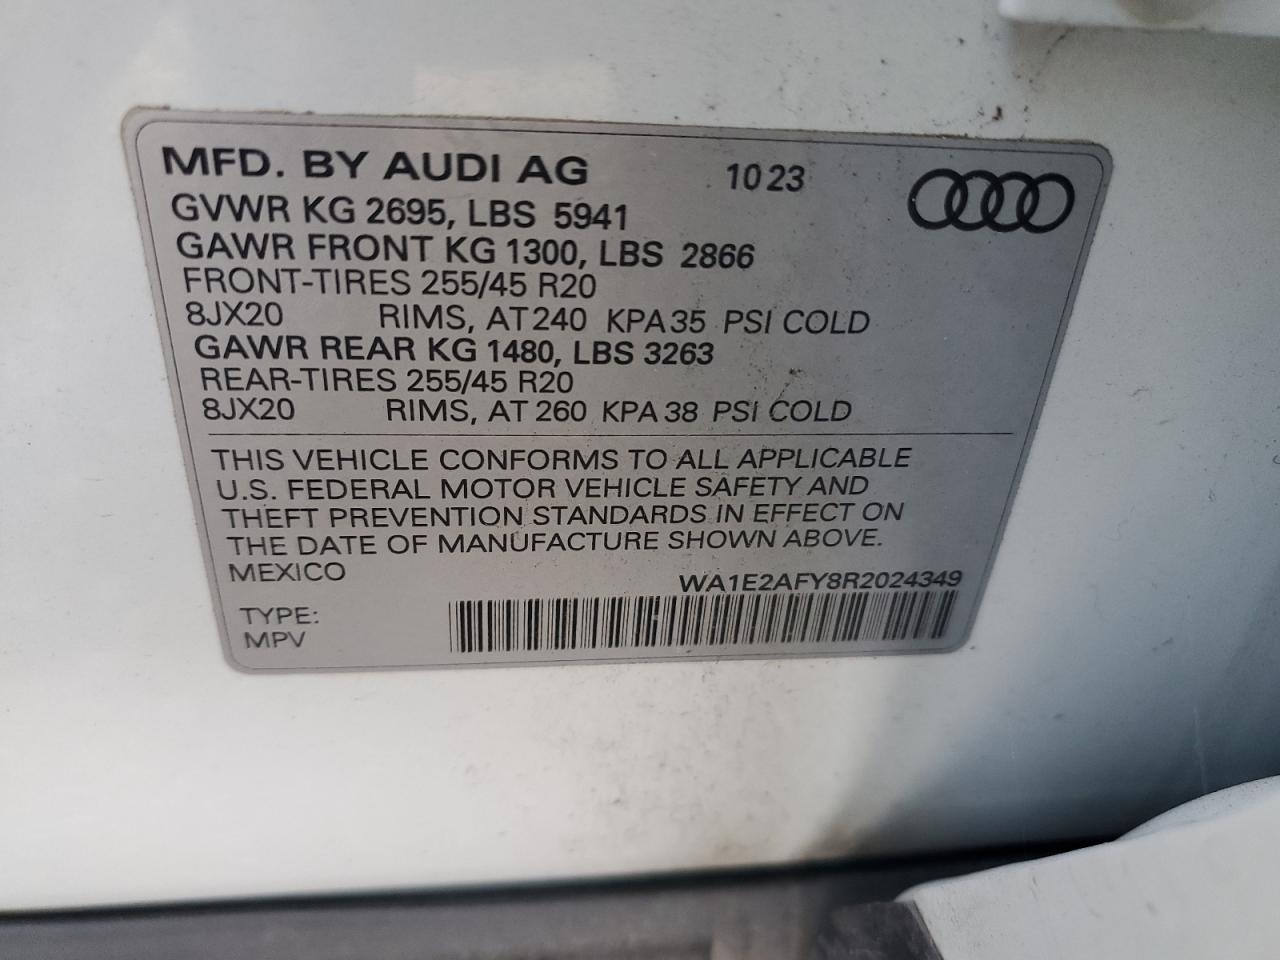 MFD. BY AUDI AG 10 23
GVWR KG 2695, LBS 5941
GAWR FRONT KG 1300, LBS 2866
FRONT-TIRES 255/45 R20
8JX20 RIMS, AT 240 KPA 35 PSI COLD
GAWR REAR KG 1480, LBS 3263
REAR-TIRES 255/45 R20
8JX20 RIMS, AT 260 KPA 38 PSI COLD
THIS VEHICLE CONFORMS TO ALL APPLICABLE
U.S. FEDERAL MOTOR VEHICLE SAFETY AND
THEFT PREVENTION STANDARDS IN EFFECT ON
THE DATE OF MANUFACTURE SHOWN ABOVE.
MEXICO WA1E2AFY8R2024349
TYPE:
MPV